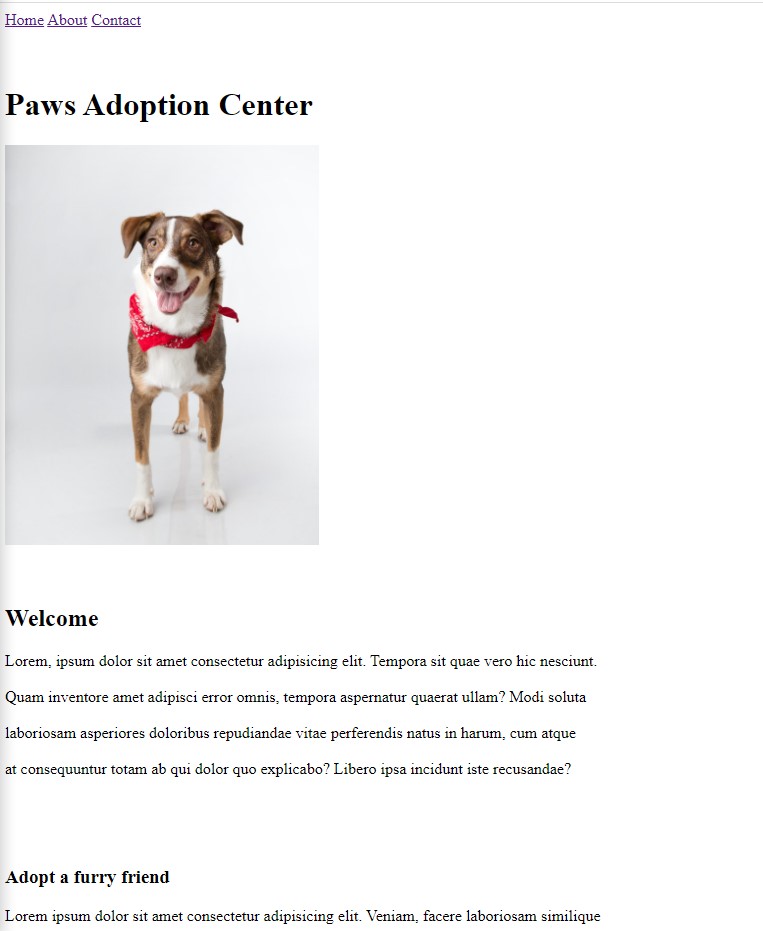 Home About Contact
Paws Adoption Center
Welcome
Lorem, ipsum dolor sit amet consectetur adipisicing elit. Tempora sit quae vero hic nesciunt.
Quam inventore amet adipisci error omnis, tempora aspernatur quaerat ullam? Modi soluta
laboriosam asperiores doloribus repudiandae vitae perferendis natus in harum, cum atque
at consequuntur totam ab qui dolor quo explicabo? Libero ipsa incidunt iste recusandae?
Adopt a furry friend
Lorem ipsum dolor sit amet consectetur adipisicing elit. Veniam, facere laboriosam similique